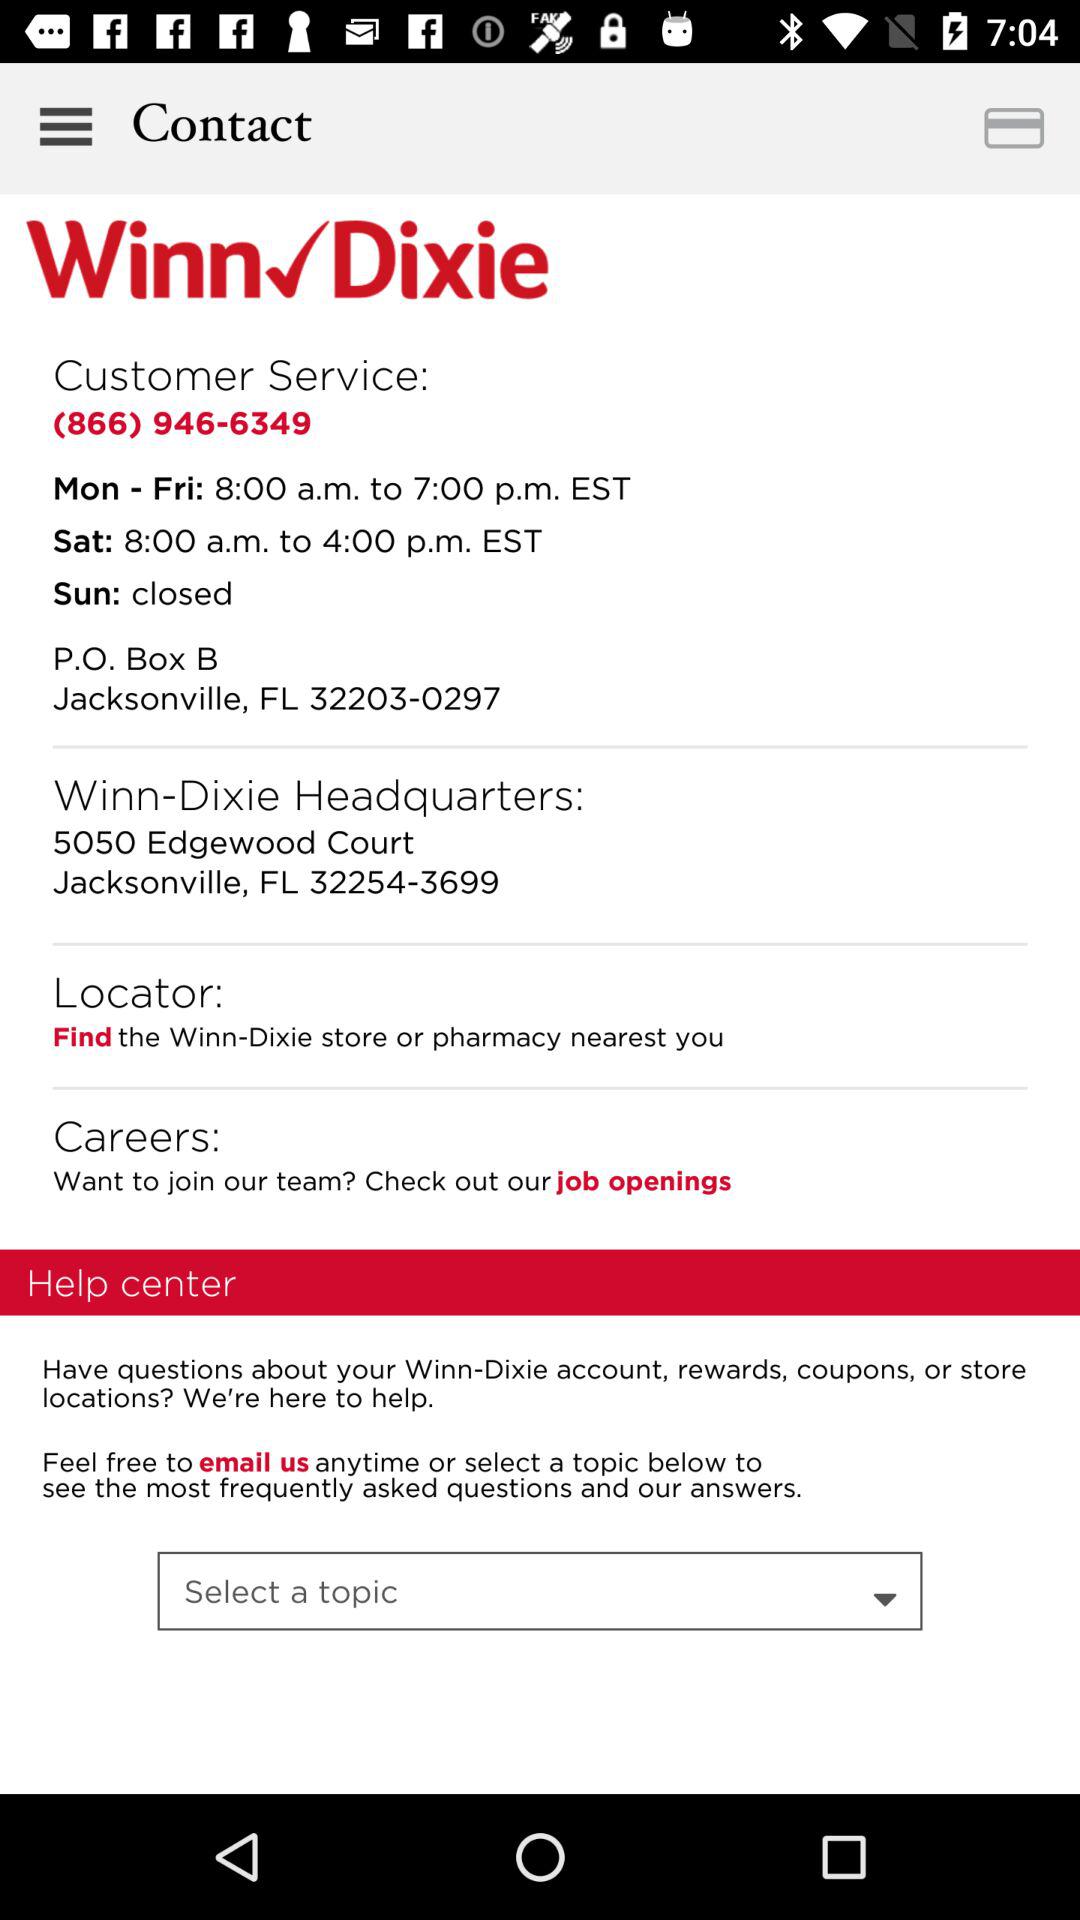 FAKE
7:04
Contact
Winn✓Dixie
Customer Service:
(866) 946-6349
Mon - Fri: 8:00 a.m. to 7:00 p.m. EST
Sat: 8:00 a.m. to 4:00 p.m. EST
Sun: closed
P.O. Box B
Jacksonville, FL 32203-0297
Winn-Dixie Headquarters:
5050 Edgewood Court
Jacksonville, FL 32254-3699
Locator:
Find the Winn-Dixie store or pharmacy nearest you
Careers:
Want to join our team? Check out our job openings
Help center
Have questions about your Winn-Dixie account, rewards, coupons, or store
locations? We're here to help.
Feel free to email us anytime or select a topic below to
see the most frequently asked questions and our answers.
Select a topic